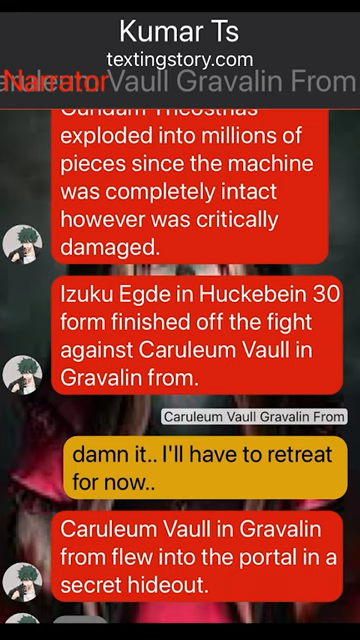 Kumar Ts
textingstory.com
Narrator
Vaull Gravalin From
Gundam Theostrias
exploded into millions of
pieces since the machine
was completely intact
however was critically
damaged.
Izuku Egde in Huckebein 30
form finished off the fight
against Caruleum Vaull in
Gravalin from.
Caruleum Vaull Gravalin From
damn it.. I'll have to retreat
for now..
Caruleum Vaull in Gravalin
from flew into the portal in a
secret hideout.